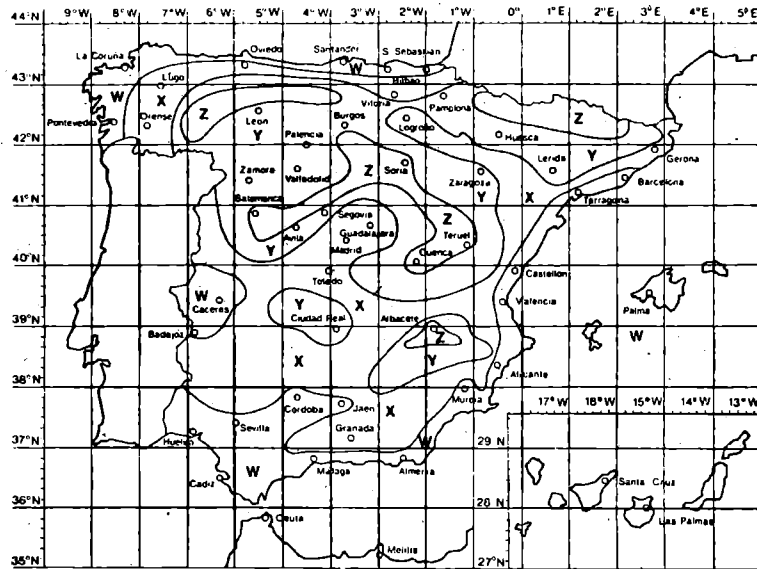 44°N
8°W 7°W 6°W 5°W 4°W 3°W 2°W 1°W 0° 1°E 2°E 3°E 4°E 5°E
La Coruña Oviedo Santander S. Sebastián
43°N
Lugo W Bilbao
W X Z Vitoria Pamplona Z
Pontevedra Orense León Burgos Logroño Huesca
42°N
Y Palencia Y
Zamora Valladolid Z Soria Zaragoza Lerida Gerona
41°N
Salamanca Y X Barcelona
Segovia Z Tarragona
Avila Guadalajara Teruel
40°N
Y Madrid Cuenca
Toledo Castellon
W Y X Valencia Palma
Caceres Ciudad Real Albacete
39°N
Badajoz Z W
X Y
38°N
Alicante
Cordoba Jaen X Murcia
17°W 16°W 15°W 14°W 13°W
Sevilla Granada
37°N
Huelva W 29°N
W
Cadiz Malaga Almeria Santa Cruz
36°N 28°N
Ceuta Las Palmas
35°N Melilla 27°N